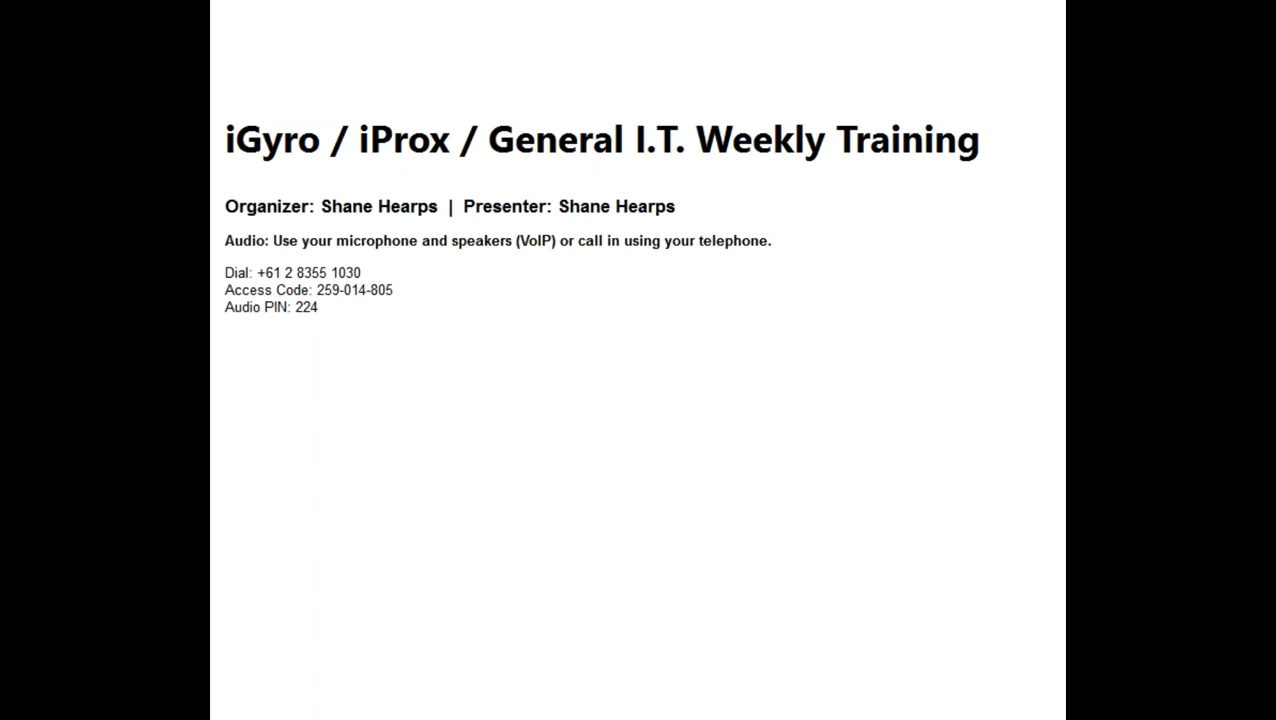 iGyro / iProx / General I.T. Weekly Training
Organizer: Shane Hearps | Presenter: Shane Hearps
Audio: Use your microphone and speakers (VoIP) or call in using your telephone.
Dial: +61 2 8355 1030
Access Code: 259-014-805
Audio PIN: 224